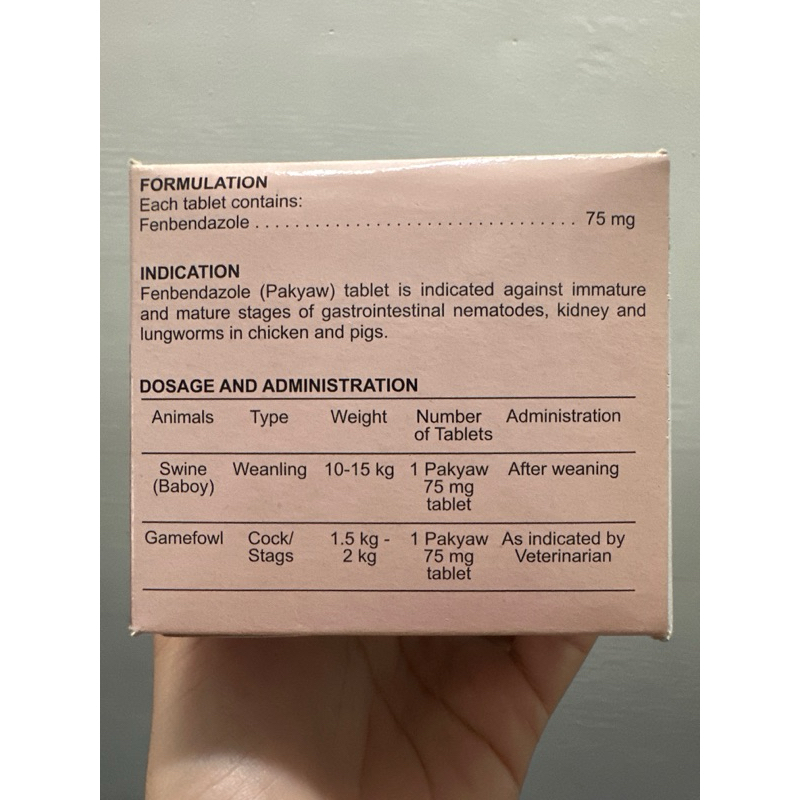 FORMULATION
Each tablet contains:
Fenbendazole . . . . . . . . . . . . . . . . . . . . . . . . . . . . . . . . . 75 mg
INDICATION
Fenbendazole (Pakyaw) tablet is indicated against immature
and mature stages of gastrointestinal nematodes, kidney and
lungworms in chicken and pigs.
DOSAGE AND ADMINISTRATION
Animals Type Weight Number of Tablets Administration
Swine (Baboy) Weanling 10-15 kg 1 Pakyaw 75 mg tablet After weaning
Gamefowl Cock/ Stags 1.5 kg - 2 kg 1 Pakyaw 75 mg tablet As indicated by Veterinarian